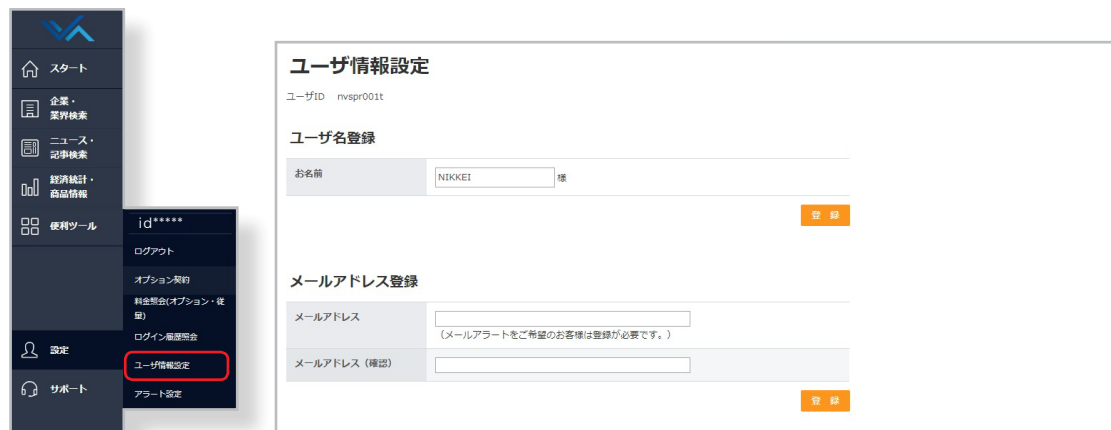 スタート
企業・
業界検索
ニュース・
記事検索
経済統計・
商品情報
便利ツール
設定
サポート
id*****
ログアウト
オプション契約
料金照会(オプション・従
量)
ログイン履歴照会
ユーザ情報設定
アラート設定
ユーザ情報設定
ユーザID nvspr001t
ユーザ名登録
お名前 NIKKEI 様
登 録
メールアドレス登録
メールアドレス
(メールアラートをご希望のお客様は登録が必要です。)
メールアドレス（確認）
登 録